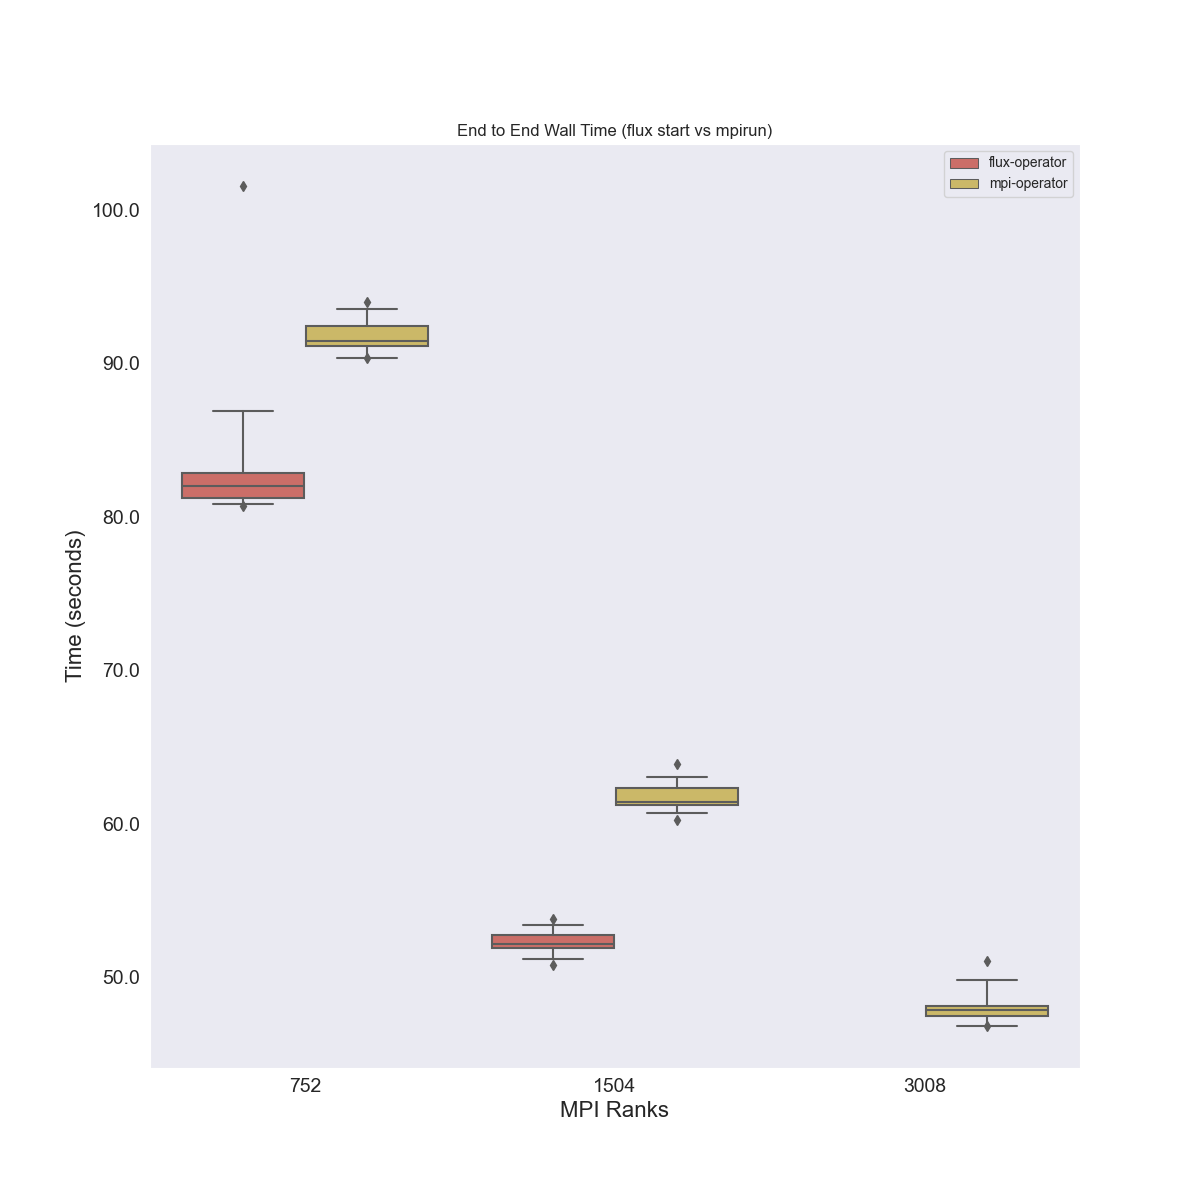 End to End Wall Time (flux start vs mpirun)
flux-operator
mpi-operator
100.0
90.0
80.0
70.0
60.0
50.0
Time (seconds)
752
1504
3008
MPI Ranks